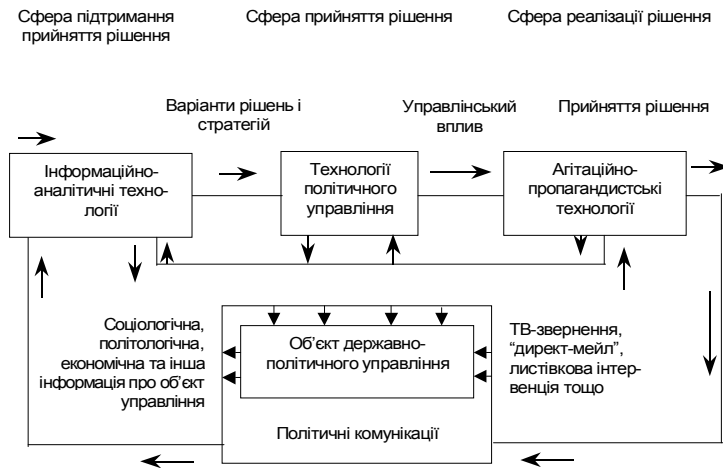 Сфера підтримання
прийняття рішення
Сфера прийняття рішення
Сфера реалізації рішення
Варіанти рішень і
стратегій
Управлінський
вплив
Прийняття рішення
Інформаційно-
аналітичні техно-
логії
Технології
політичного
управління
Агітаційно-
пропагандистські
технології
Соціологічна,
політологічна,
економічна та інша
інформація про об’єкт
управління
Об’єкт державно-
політичного управління
ТВ-звернення,
“директ-мейл”,
листівкова інтер-
венція тощо
Політичні комунікації